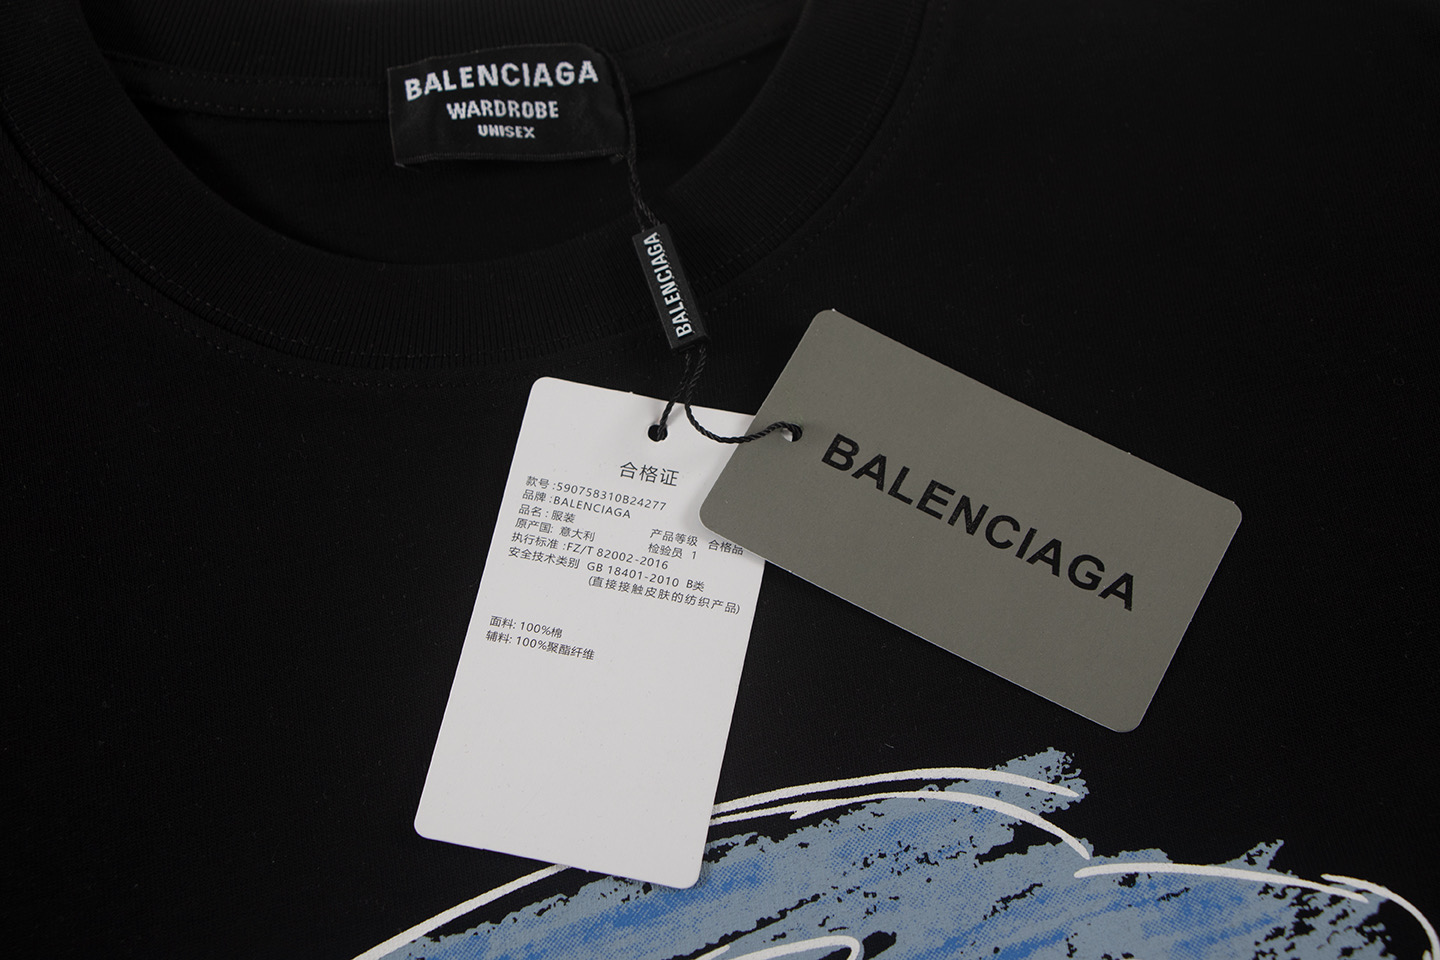 BALENCIAGA
WARDROBE
UNISEX
BALENCIAGA
合格证
款号:590758310B24277
品牌:BALENCIAGA
品名: 服装
原产国: 意大利 产品等级 合格品
执行标准:FZ/T 82002-2016 检验员 1
安全技术类别 GB 18401-2010 B类
(直接接触皮肤的纺织产品)
面料: 100%棉
辅料: 100%聚酯纤维
BALENCIAGA